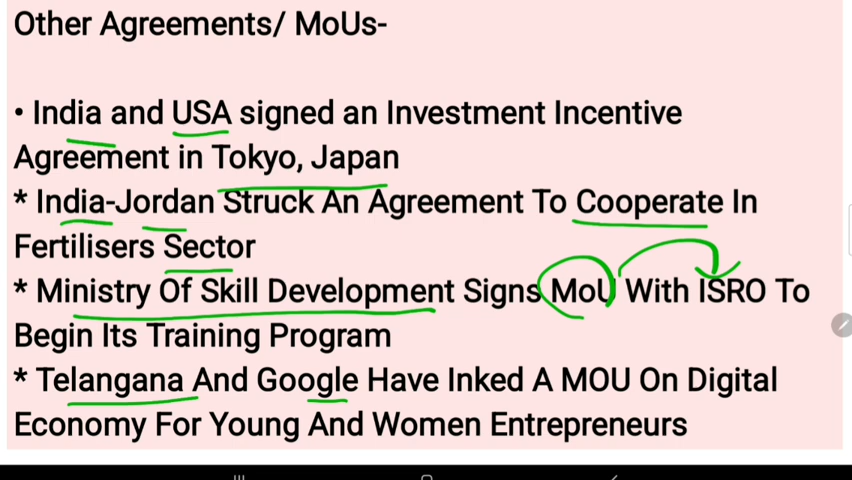 Other Agreements/ MoUs-
• India and USA signed an Investment Incentive
Agreement in Tokyo, Japan
* India-Jordan Struck An Agreement To Cooperate In
Fertilisers Sector
* Ministry Of Skill Development Signs MoU With ISRO To
Begin Its Training Program
* Telangana And Google Have Inked A MOU On Digital
Economy For Young And Women Entrepreneurs